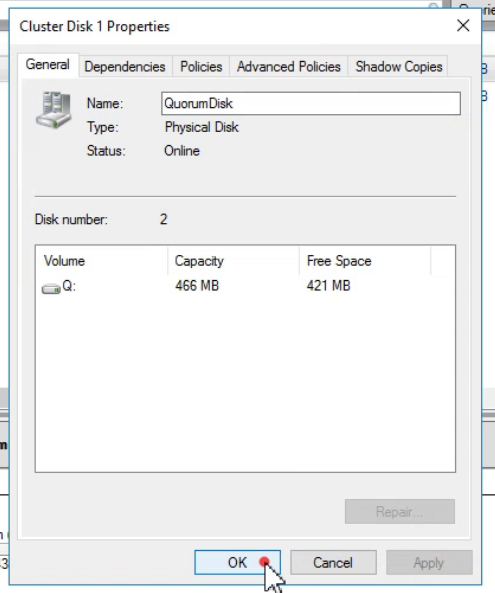 Cluster Disk 1 Properties
General Dependencies Policies Advanced Policies Shadow Copies
Name: QuorumDisk
Type: Physical Disk
Status: Online
Disk number: 2
Volume Capacity Free Space
Q: 466 MB 421 MB
Repair...
OK Cancel Apply